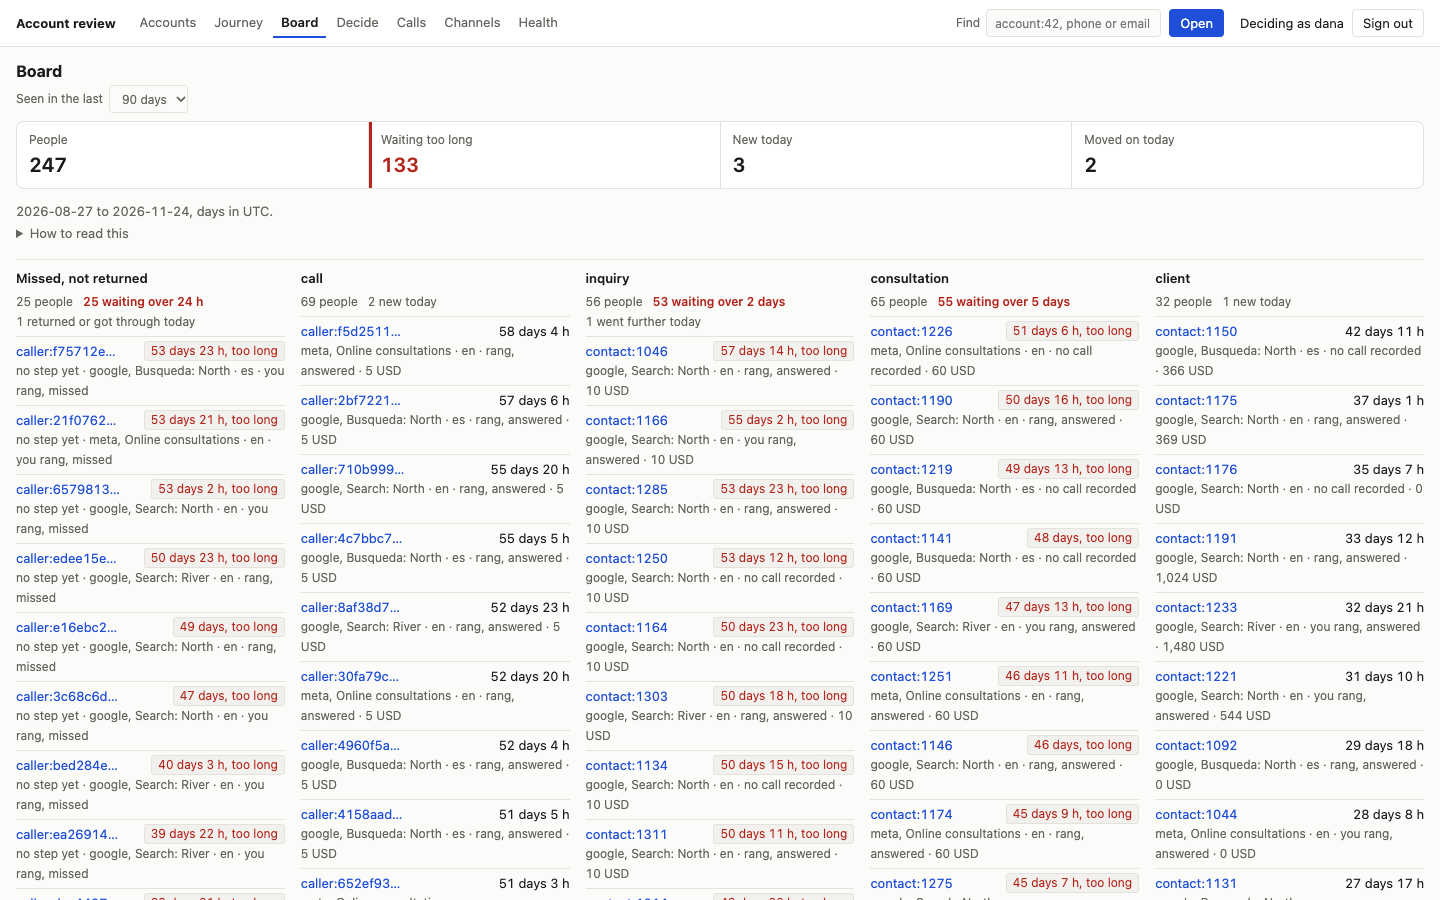 Account review
Accounts
Journey
Board
Decide
Calls
Channels
Health
Find
account:42, phone or email
Open
Deciding as dana
Sign out
Board
Seen in the last
90 days
People
247
Waiting too long
133
New today
3
Moved on today
2
2026-08-27 to 2026-11-24, days in UTC.
How to read this
Missed, not returned
25 people 25 waiting over 24 h
1 returned or got through today
caller:f75712e... 53 days 23 h, too long
no step yet · google, Busqueda: North · es · you
rang, missed
caller:21f0762... 53 days 21 h, too long
no step yet · meta, Online consultations · en ·
you rang, missed
caller:6579813... 53 days 2 h, too long
no step yet · google, Search: North · en · you
rang, missed
caller:edee15e... 50 days 23 h, too long
no step yet · google, Search: River · en · rang,
missed
caller:e16ebc2... 49 days, too long
no step yet · google, Search: North · en · rang,
missed
caller:3c68c6d... 47 days, too long
no step yet · google, Search: North · en · you
rang, missed
caller:bed284e... 40 days 3 h, too long
no step yet · google, Search: River · en · you
rang, missed
caller:ea26914... 39 days 22 h, too long
no step yet · google, Search: River · en · you
rang, missed
call
69 people 2 new today
caller:f5d2511... 58 days 4 h
meta, Online consultations · en · rang,
answered · 5 USD
caller:2bf7221... 57 days 6 h
google, Busqueda: North · es · rang, answered ·
5 USD
caller:710b999... 55 days 20 h
google, Search: North · en · rang, answered · 5
USD
caller:4c7bbc7... 55 days 5 h
google, Busqueda: North · es · rang, answered ·
5 USD
caller:8af38d7... 52 days 23 h
google, Search: River · en · rang, answered · 5
USD
caller:30fa79c... 52 days 20 h
meta, Online consultations · en · rang,
answered · 5 USD
caller:4960f5a... 52 days 4 h
google, Busqueda: North · es · rang, answered ·
5 USD
caller:4158aad... 51 days 5 h
google, Busqueda: North · es · rang, answered ·
5 USD
caller:652ef93... 51 days 3 h
inquiry
56 people 53 waiting over 2 days
1 went further today
contact:1046 57 days 14 h, too long
google, Search: North · en · rang, answered ·
10 USD
contact:1166 55 days 2 h, too long
google, Search: North · en · you rang,
answered · 10 USD
contact:1285 53 days 23 h, too long
google, Search: North · en · rang, answered ·
10 USD
contact:1250 53 days 12 h, too long
google, Search: North · en · no call recorded ·
10 USD
contact:1164 50 days 23 h, too long
google, Search: North · en · no call recorded ·
10 USD
contact:1303 50 days 18 h, too long
google, Search: River · en · rang, answered · 10
USD
contact:1134 50 days 15 h, too long
google, Search: North · en · no call recorded ·
10 USD
contact:1311 50 days 11 h, too long
google, Search: North · en · rang, answered ·
10 USD
consultation
65 people 55 waiting over 5 days
contact:1226 51 days 6 h, too long
meta, Online consultations · en · no call
recorded · 60 USD
contact:1190 50 days 16 h, too long
google, Search: North · en · rang, answered ·
60 USD
contact:1219 49 days 13 h, too long
google, Busqueda: North · es · no call recorded
· 60 USD
contact:1141 48 days, too long
google, Busqueda: North · es · no call recorded
· 60 USD
contact:1169 47 days 13 h, too long
google, Search: River · en · you rang, answered
· 60 USD
contact:1251 46 days 11 h, too long
meta, Online consultations · en · rang,
answered · 60 USD
contact:1146 46 days, too long
google, Search: North · en · rang, answered ·
60 USD
contact:1174 45 days 9 h, too long
meta, Online consultations · en · rang,
answered · 60 USD
contact:1275 45 days 7 h, too long
client
32 people 1 new today
contact:1150 42 days 11 h
google, Busqueda: North · es · no call recorded
· 366 USD
contact:1175 37 days 1 h
google, Search: North · en · rang, answered ·
369 USD
contact:1176 35 days 7 h
google, Search: North · en · no call recorded · 0
USD
contact:1191 33 days 12 h
google, Search: North · en · rang, answered ·
1,024 USD
contact:1233 32 days 21 h
google, Search: River · en · you rang, answered
· 1,480 USD
contact:1221 31 days 10 h
google, Search: North · en · you rang,
answered · 544 USD
contact:1092 29 days 18 h
google, Busqueda: North · es · rang, answered ·
0 USD
contact:1044 28 days 8 h
meta, Online consultations · en · you rang,
answered · 0 USD
contact:1131 27 days 17 h